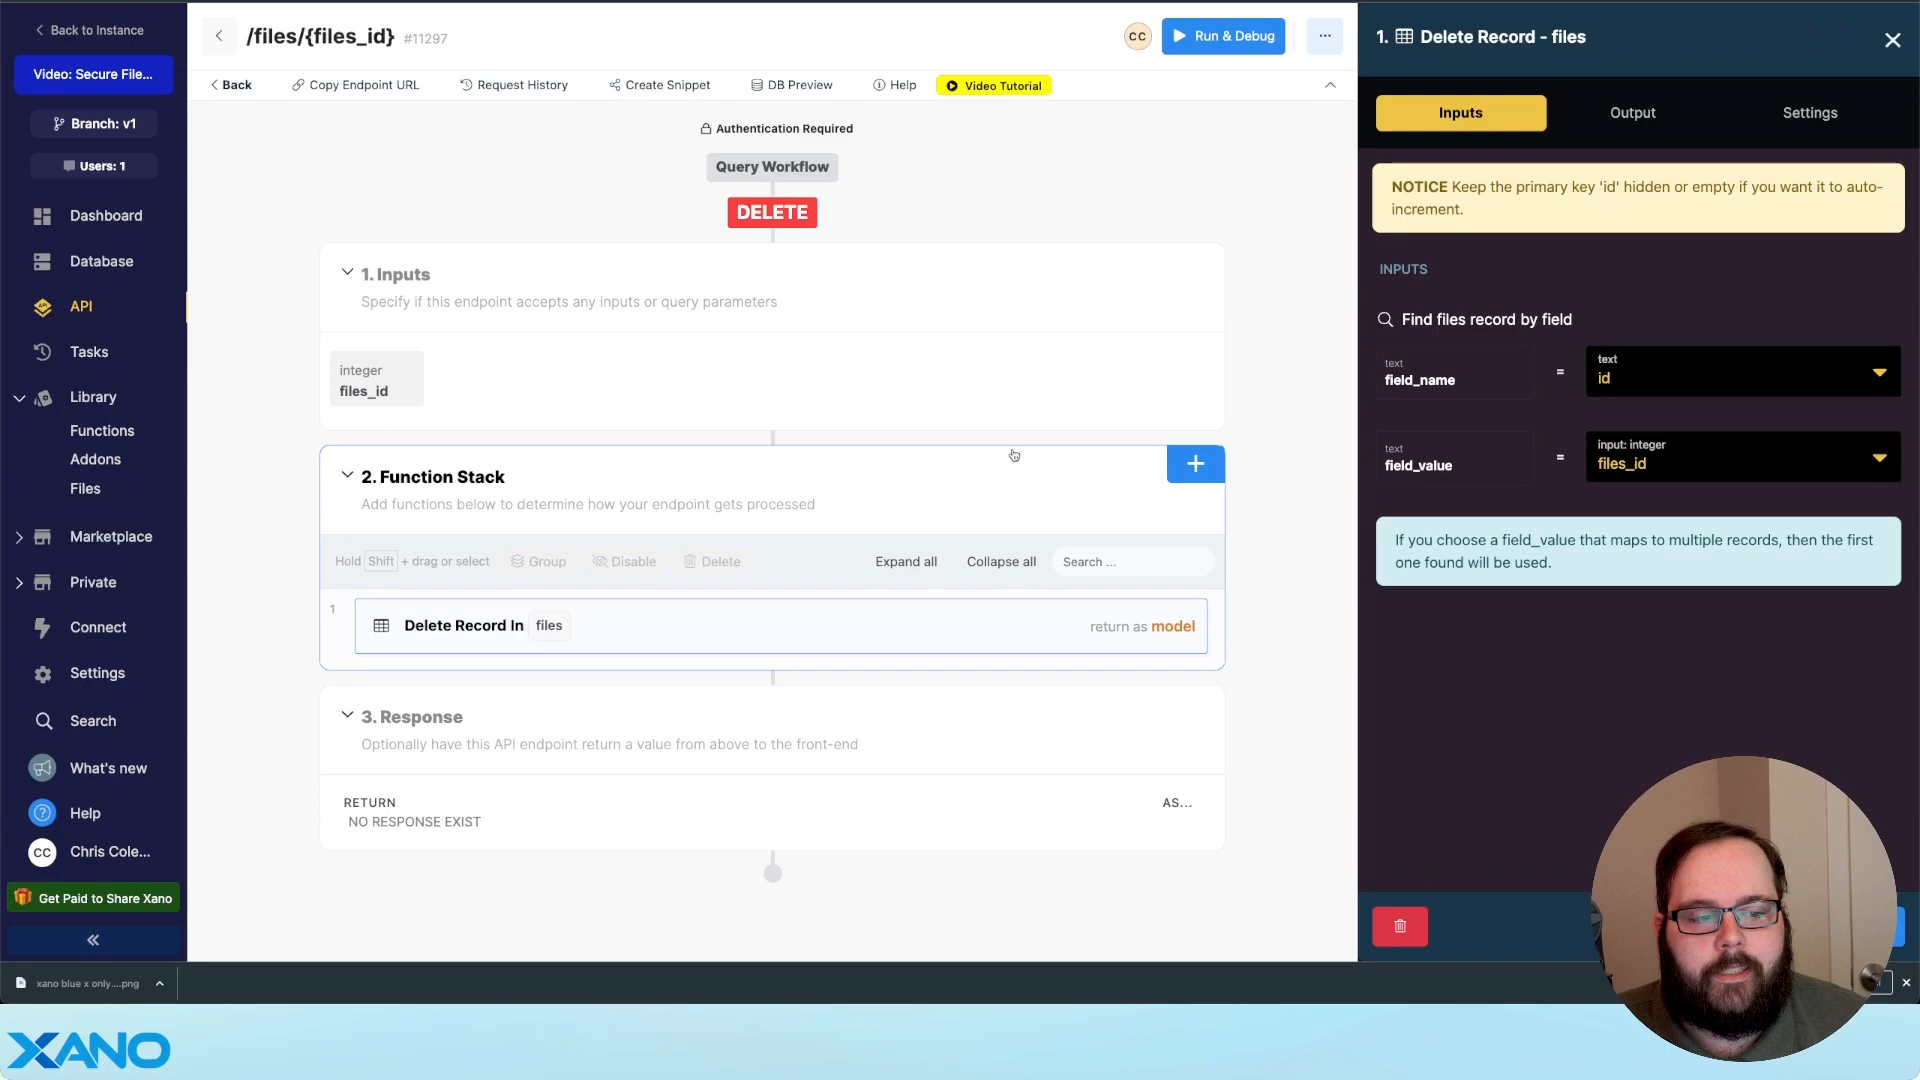 Back to Instance
Video: Secure File...
Branch: v1
Users: 1
Dashboard
Database
API
Tasks
Library
Functions
Addons
Files
Marketplace
Private
Connect
Settings
Search
What's new
Help
CC Chris Cole...
Get Paid to Share Xano
/files/{files_id} #11297
CC
Run & Debug
Back
Copy Endpoint URL
Request History
Create Snippet
DB Preview
Help
Video Tutorial
Authentication Required
Query Workflow
DELETE
1. Inputs
Specify if this endpoint accepts any inputs or query parameters
integer
files_id
2. Function Stack
Add functions below to determine how your endpoint gets processed
Hold Shift + drag or select
Group
Disable
Delete
Expand all
Collapse all
Search ...
1
Delete Record In files
return as model
3. Response
Optionally have this API endpoint return a value from above to the front-end
RETURN
AS...
NO RESPONSE EXIST
1. Delete Record - files
Inputs
Output
Settings
NOTICE Keep the primary key 'id' hidden or empty if you want it to auto-
increment.
INPUTS
Find files record by field
text
field_name
=
text
id
text
field_value
=
input: integer
files_id
If you choose a field_value that maps to multiple records, then the first
one found will be used.
xano blue x only....png
XANO